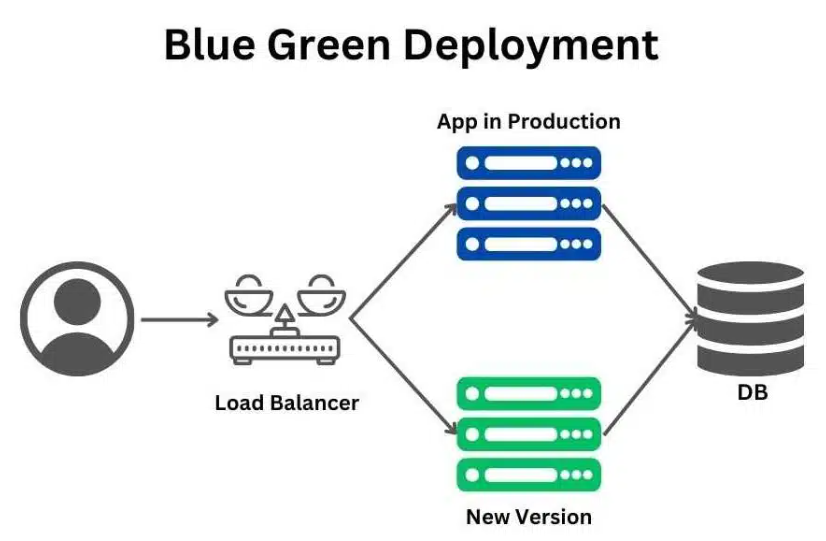 Blue Green Deployment
App in Production
Load Balancer
DB
New Version